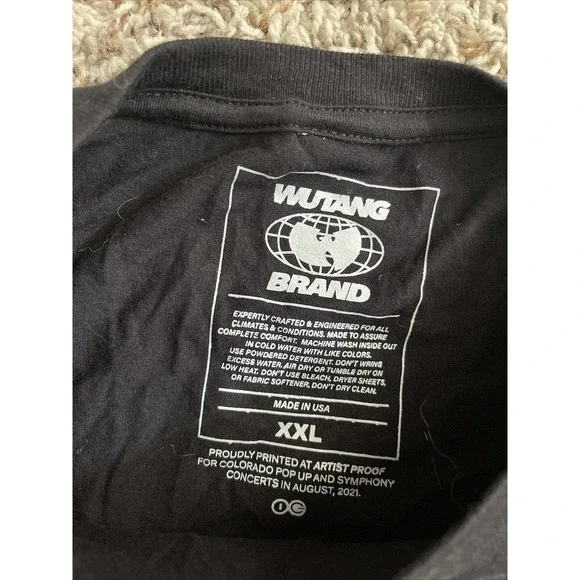 WUTANG
BRAND
EXPERTLY CRAFTED & ENGINEERED FOR ALL
CLIMATES & CONDITIONS. MADE TO ASSURE
COMPLETE COMFORT. MACHINE WASH INSIDE OUT
IN COLD WATER WITH LIKE COLORS.
USE POWDERED DETERGENT. DON'T WRING
EXCESS WATER, AIR DRY OR TUMBLE DRY ON
LOW HEAT. DON'T USE BLEACH, DRYER SHEETS,
OR FABRIC SOFTENER. DON'T DRY CLEAN.
MADE IN USA
XXL
PROUDLY PRINTED AT ARTIST PROOF
FOR COLORADO POP UP AND SYMPHONY
CONCERTS IN AUGUST, 2021.